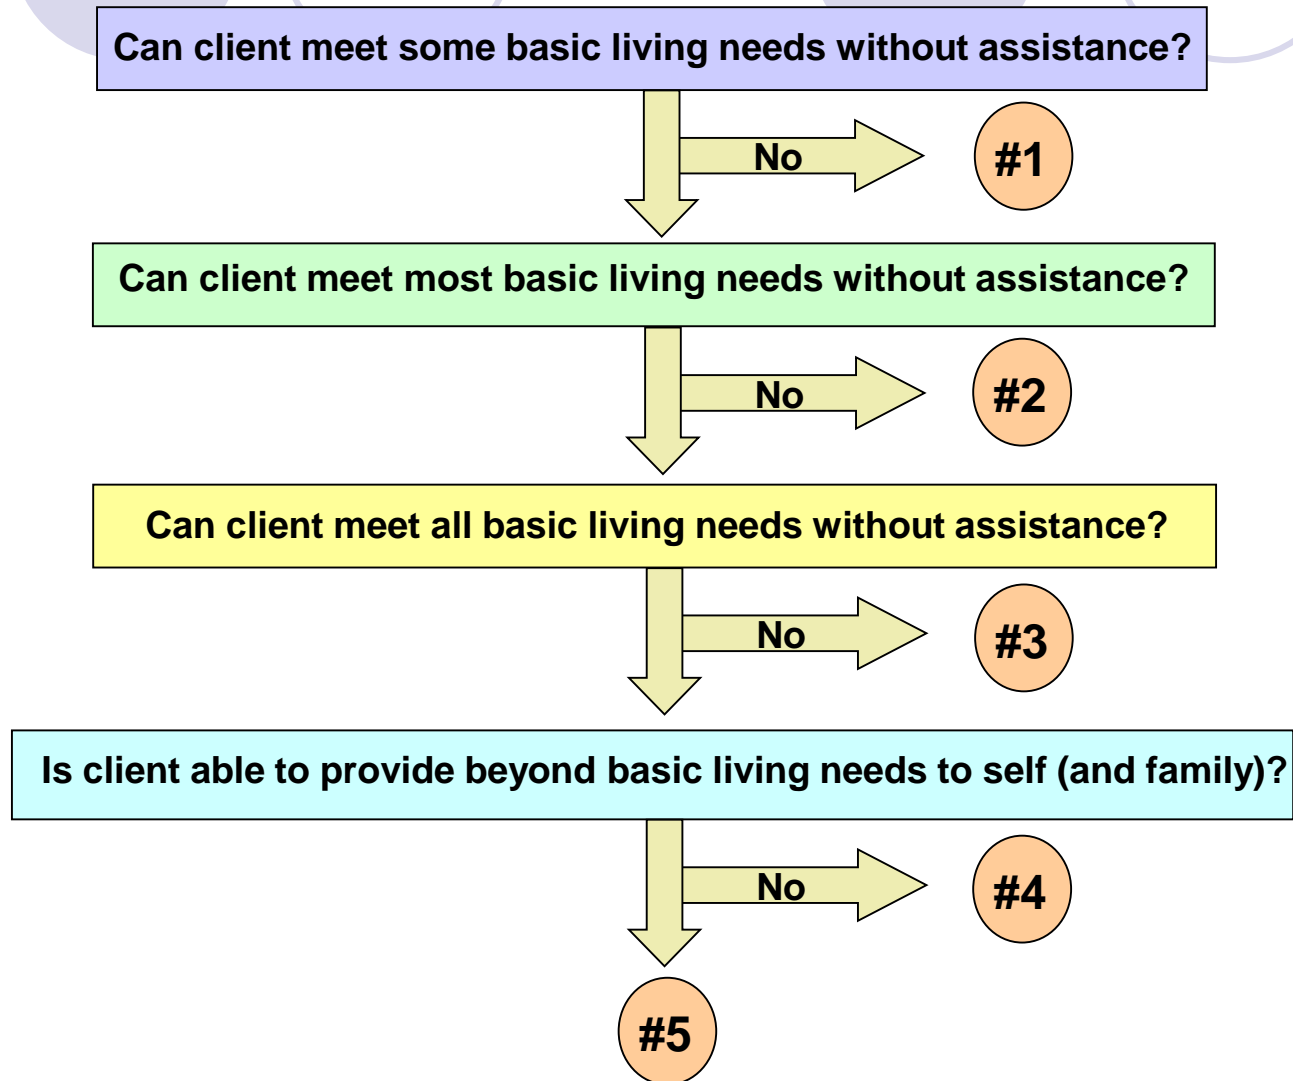 Can client meet some basic living needs without assistance?
No
#1
Can client meet most basic living needs without assistance?
No
#2
Can client meet all basic living needs without assistance?
No
#3
Is client able to provide beyond basic living needs to self (and family)?
No
#4
#5